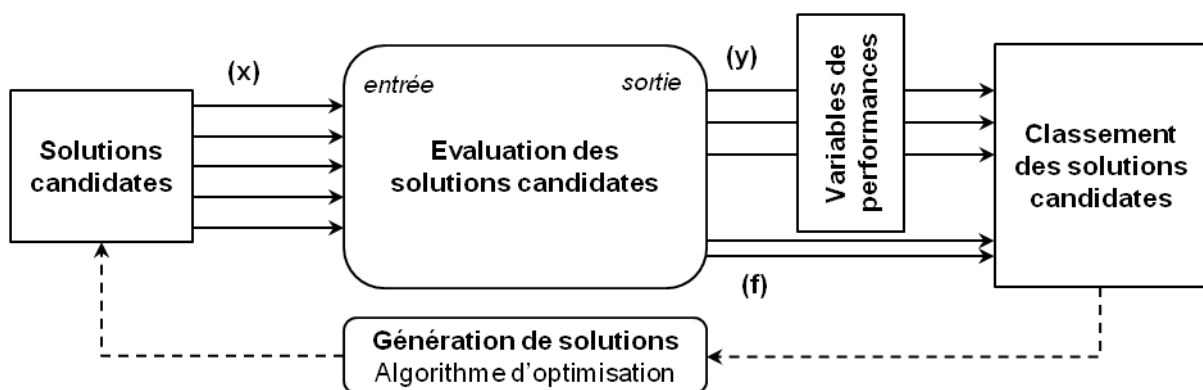 (x)
Solutions
candidates
entrée
sortie
Evaluation des
solutions candidates
(y)
Variables de
performances
(f)
Classement
des solutions
candidates
Génération de solutions
Algorithme d'optimisation